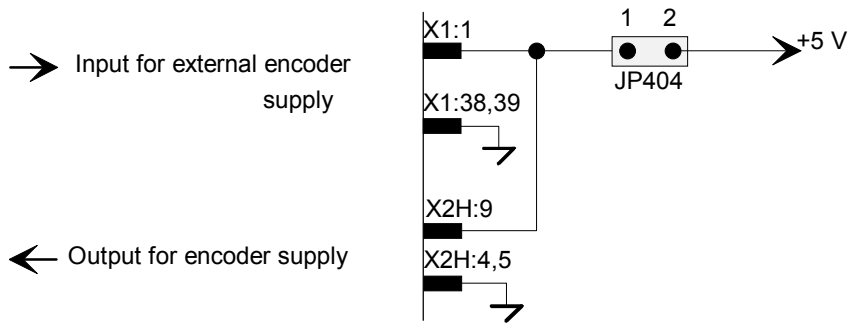 1 2
X1:1
+5 V
Input for external encoder
supply
JP404
X1:38,39
X2H:9
Output for encoder supply
X2H:4,5